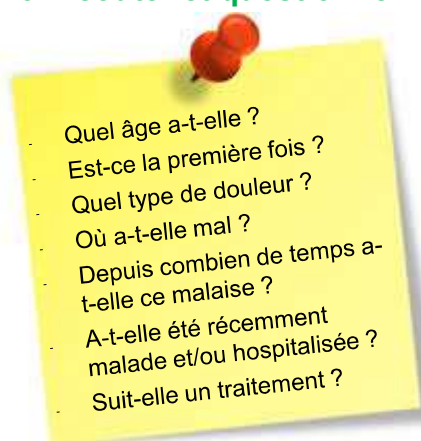 - Quel âge a-t-elle ?
- Est-ce la première fois ?
- Quel type de douleur ?
- Où a-t-elle mal ?
- Depuis combien de temps a-
t-elle ce malaise ?
- A-t-elle été récemment
malade et/ou hospitalisée ?
- Suit-elle un traitement ?